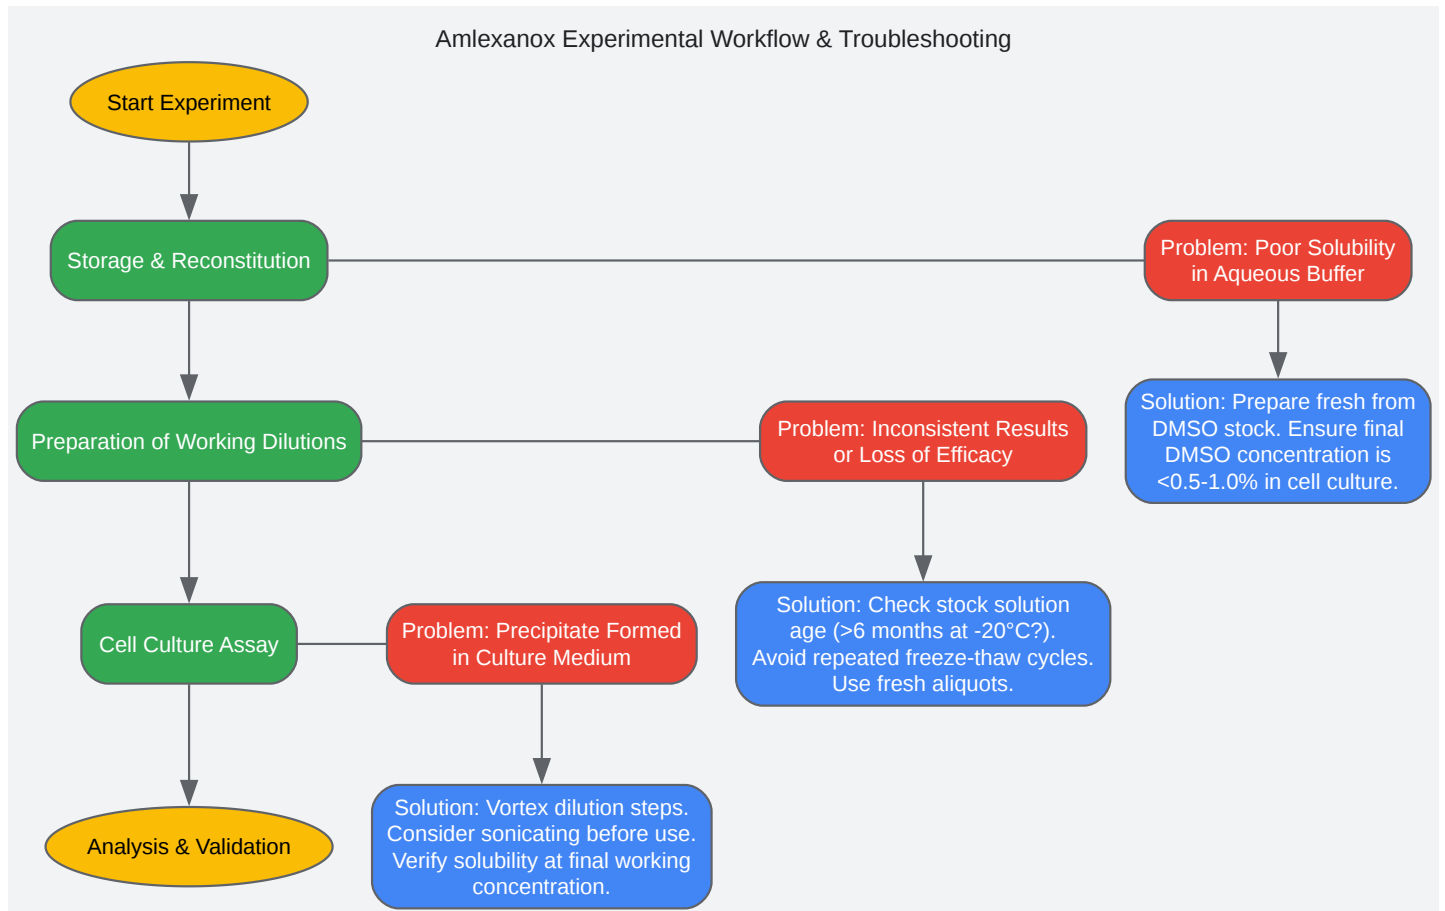 Amlexanox Experimental Workflow & Troubleshooting
Start Experiment
Storage & Reconstitution
Problem: Poor Solubility
in Aqueous Buffer
Solution: Prepare fresh from
DMSO stock. Ensure final
DMSO concentration is
<0.5-1.0% in cell culture.
Preparation of Working Dilutions
Problem: Inconsistent Results
or Loss of Efficacy
Solution: Check stock solution
age (>6 months at -20°C?).
Avoid repeated freeze-thaw cycles.
Use fresh aliquots.
Cell Culture Assay
Problem: Precipitate Formed
in Culture Medium
Solution: Vortex dilution steps.
Consider sonicating before use.
Verify solubility at final working
concentration.
Analysis & Validation